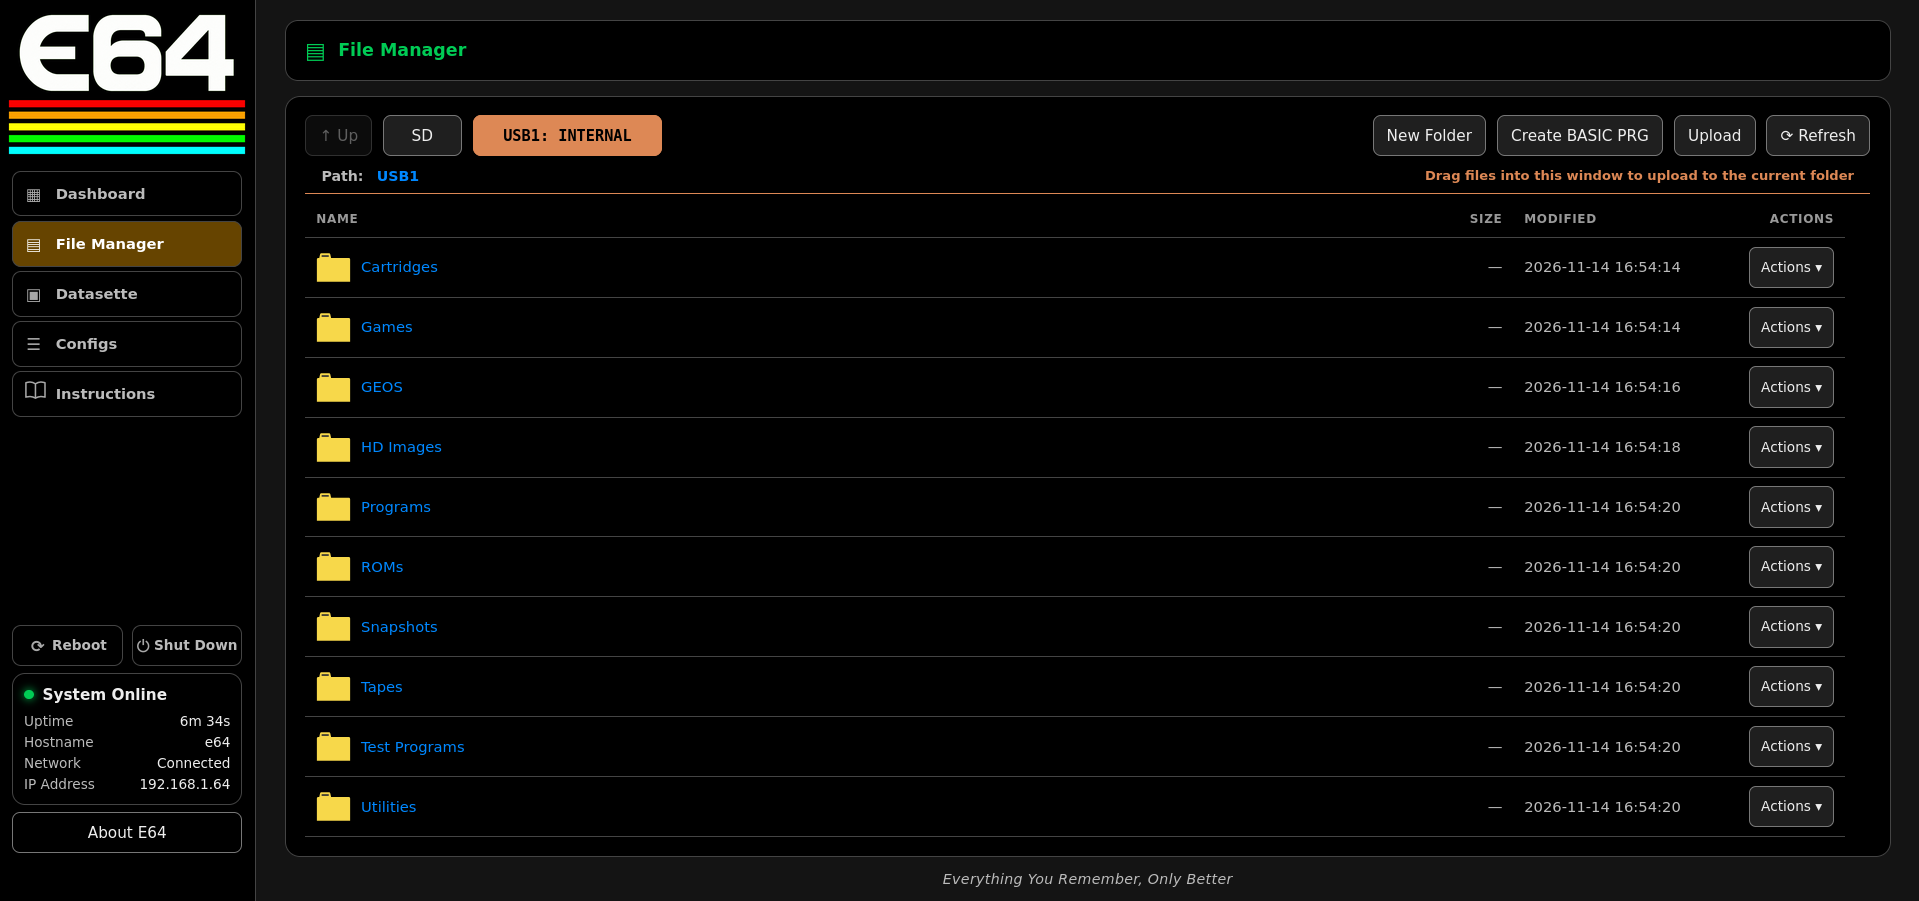 E64
Dashboard
File Manager
Datasette
Configs
Instructions
⟳ Reboot
⏻ Shut Down
System Online
Uptime 6m 34s
Hostname e64
Network Connected
IP Address 192.168.1.64
About E64
File Manager
↑ Up SD USB1: INTERNAL New Folder Create BASIC PRG Upload ⟳ Refresh
Path: USB1 Drag files into this window to upload to the current folder
NAME SIZE MODIFIED ACTIONS
Cartridges — 2026-11-14 16:54:14 Actions ▾
Games — 2026-11-14 16:54:14 Actions ▾
GEOS — 2026-11-14 16:54:16 Actions ▾
HD Images — 2026-11-14 16:54:18 Actions ▾
Programs — 2026-11-14 16:54:20 Actions ▾
ROMs — 2026-11-14 16:54:20 Actions ▾
Snapshots — 2026-11-14 16:54:20 Actions ▾
Tapes — 2026-11-14 16:54:20 Actions ▾
Test Programs — 2026-11-14 16:54:20 Actions ▾
Utilities — 2026-11-14 16:54:20 Actions ▾
Everything You Remember, Only Better